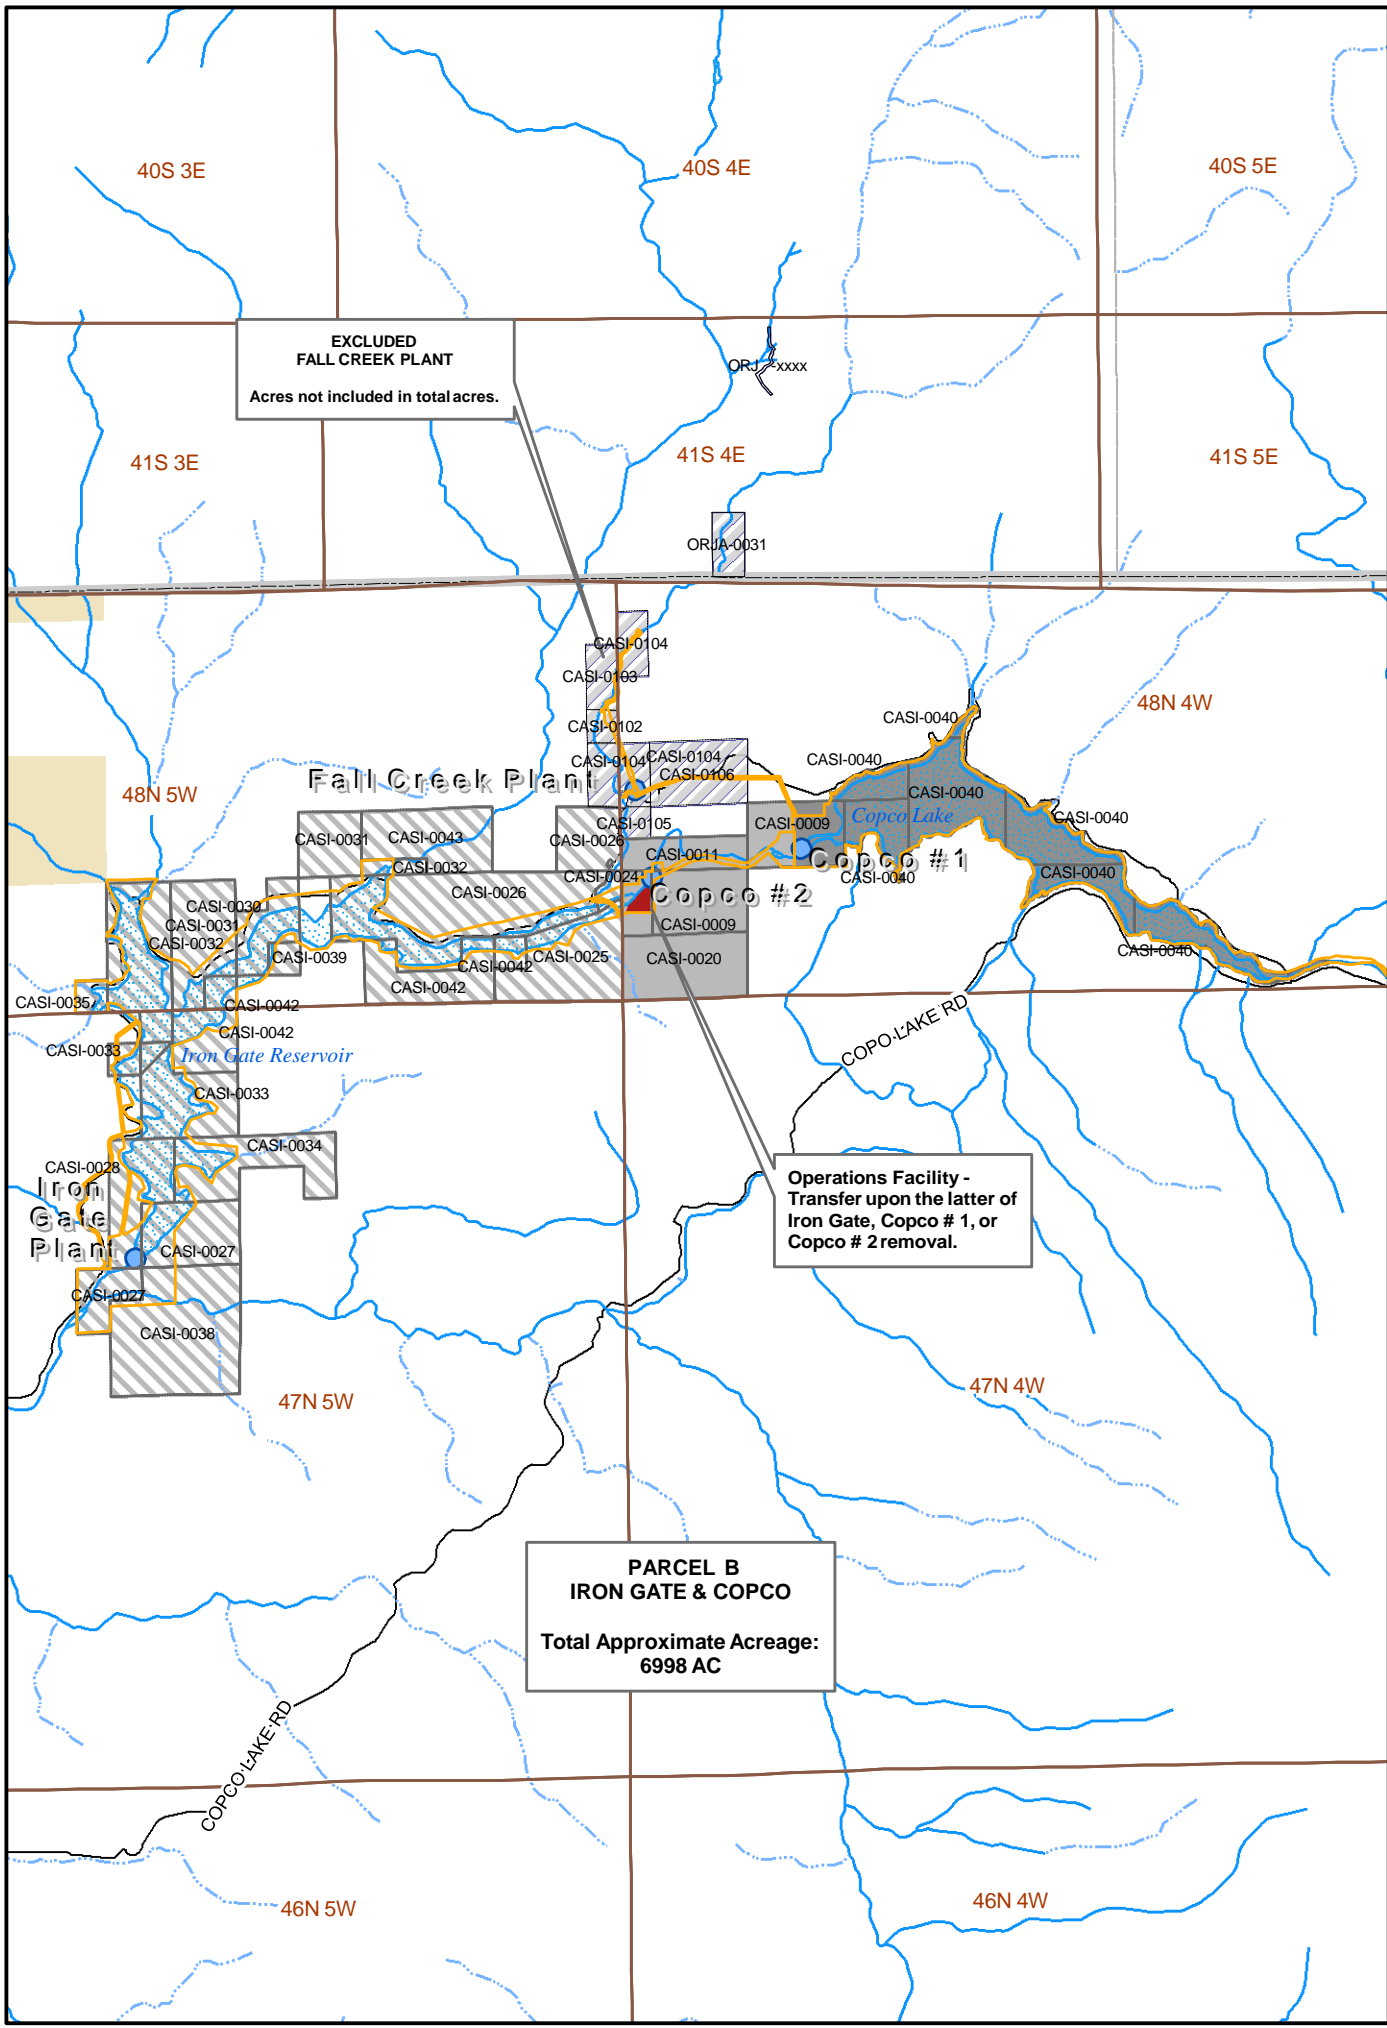 40S 3E
40S 4E
40S 5E
EXCLUDED
FALL CREEK PLANT
Acres not included in total acres.
ORJ -xxxx
41S 3E
41S 4E
41S 5E
ORJA-0031
CASI-0104
CASI-0103
CASI-0102
48N 4W
CASI-0040
CASI-0104
CASI-0104
CASI-0106
CASI-0040
Fall Creek Plant
48N 5W
CASI-0040
CASI-0040
CASI-0031
CASI-0043
CASI-0026
CASI-0105
CASI-0009
Copco Lake
CASI-0011
Copco #1
CASI-0032
CASI-0024
CASI-0040
CASI-0040
CASI-0026
Copco #2
CASI-0030
CASI-0031
CASI-0032
CASI-0009
CASI-0039
CASI-0042
CASI-0025
CASI-0020
CASI-0040
CASI-0042
CASI-0035
CASI-0042
CASI-0042
COPO LAKE RD
CASI-0033
Iron Gate Reservoir
CASI-0033
CASI-0034
CASI-0028
Iron
Gate
Plant
Operations Facility -
Transfer upon the latter of
Iron Gate, Copco # 1, or
Copco # 2 removal.
CASI-0027
CASI-0027
CASI-0038
47N 5W
47N 4W
PARCEL B
IRON GATE & COPCO
Total Approximate Acreage:
6998 AC
COPCO LAKE RD
46N 5W
46N 4W